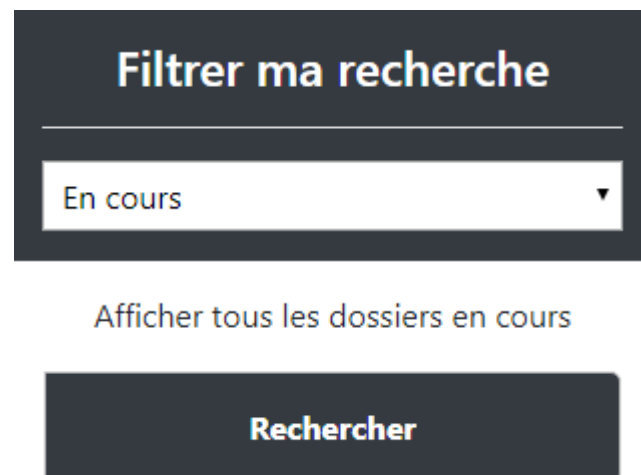 Filtrer ma recherche
En cours
Afficher tous les dossiers en cours
Rechercher